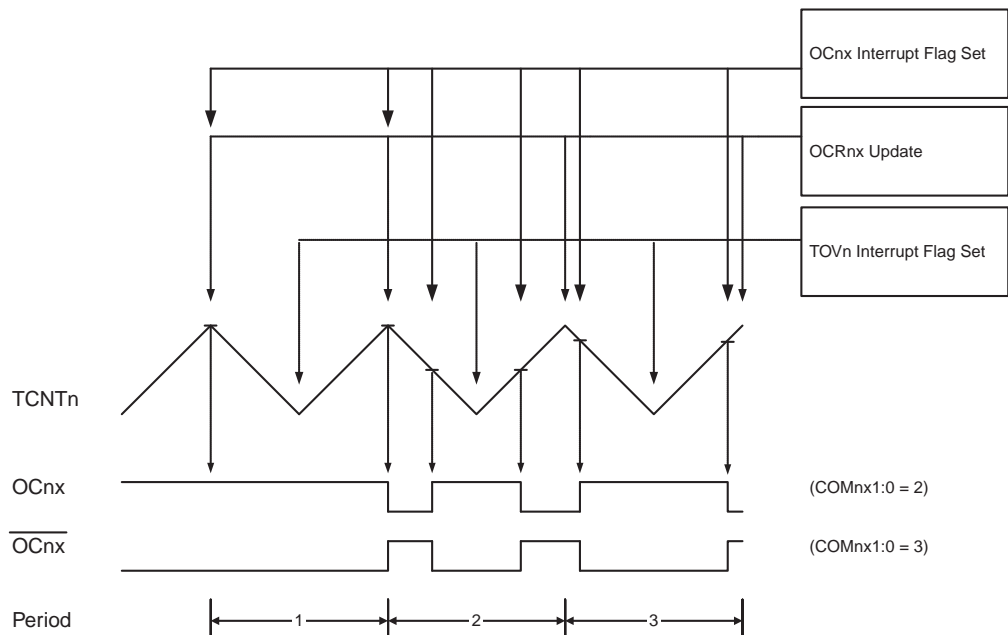 OCnx Interrupt Flag Set
OCRnx Update
TOVn Interrupt Flag Set
TCNTn
OCnx
(COMnx1:0 = 2)
OCnx
(COMnx1:0 = 3)
Period
1
2
3